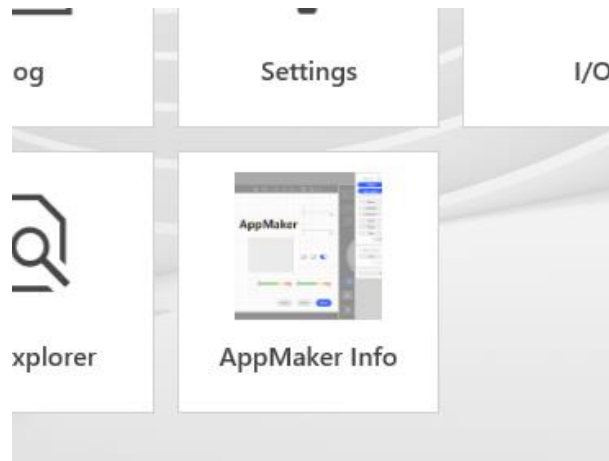 og
Settings
I/O
AppMaker
xplorer
AppMaker Info